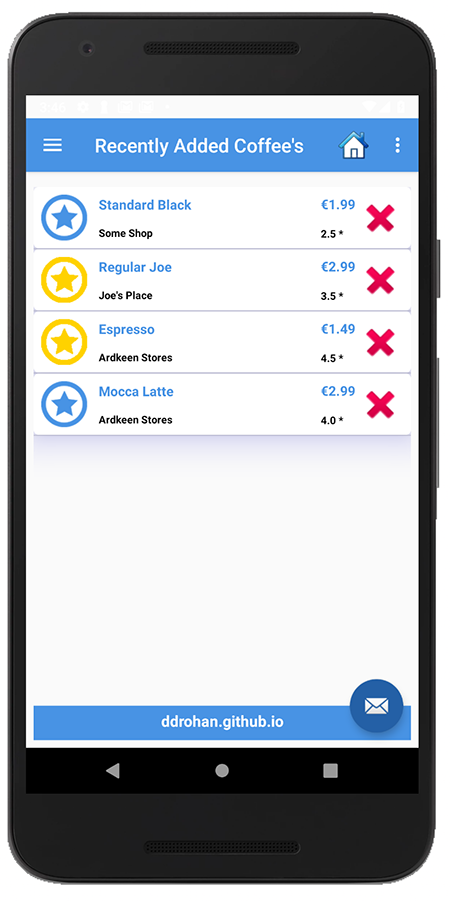 Recently Added Coffee's
Standard Black €1.99
Some Shop 2.5 *
Regular Joe €2.99
Joe's Place 3.5 *
Espresso €1.49
Ardkeen Stores 4.5 *
Mocca Latte €2.99
Ardkeen Stores 4.0 *
ddrohan.github.io